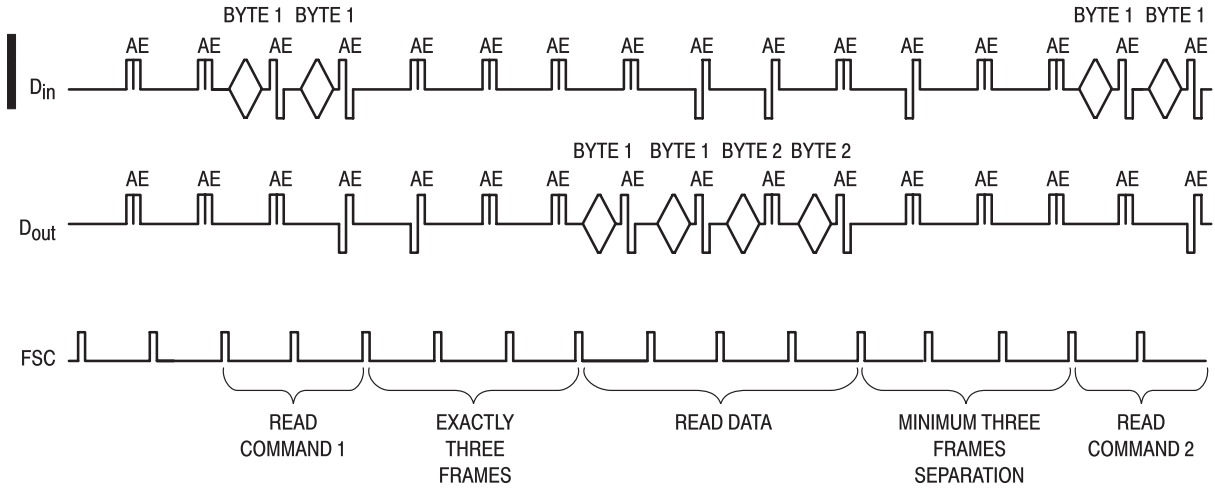 BYTE 1 BYTE 1 BYTE 1 BYTE 1
AE AE AE AE AE AE AE AE AE AE AE AE AE AE AE AE
Din
BYTE 1 BYTE 1 BYTE 2 BYTE 2
AE AE AE AE AE AE AE AE AE AE AE AE AE AE AE
Dout
FSC
READ
COMMAND 1
EXACTLY
THREE
FRAMES
READ DATA
MINIMUM THREE
FRAMES
SEPARATION
READ
COMMAND 2